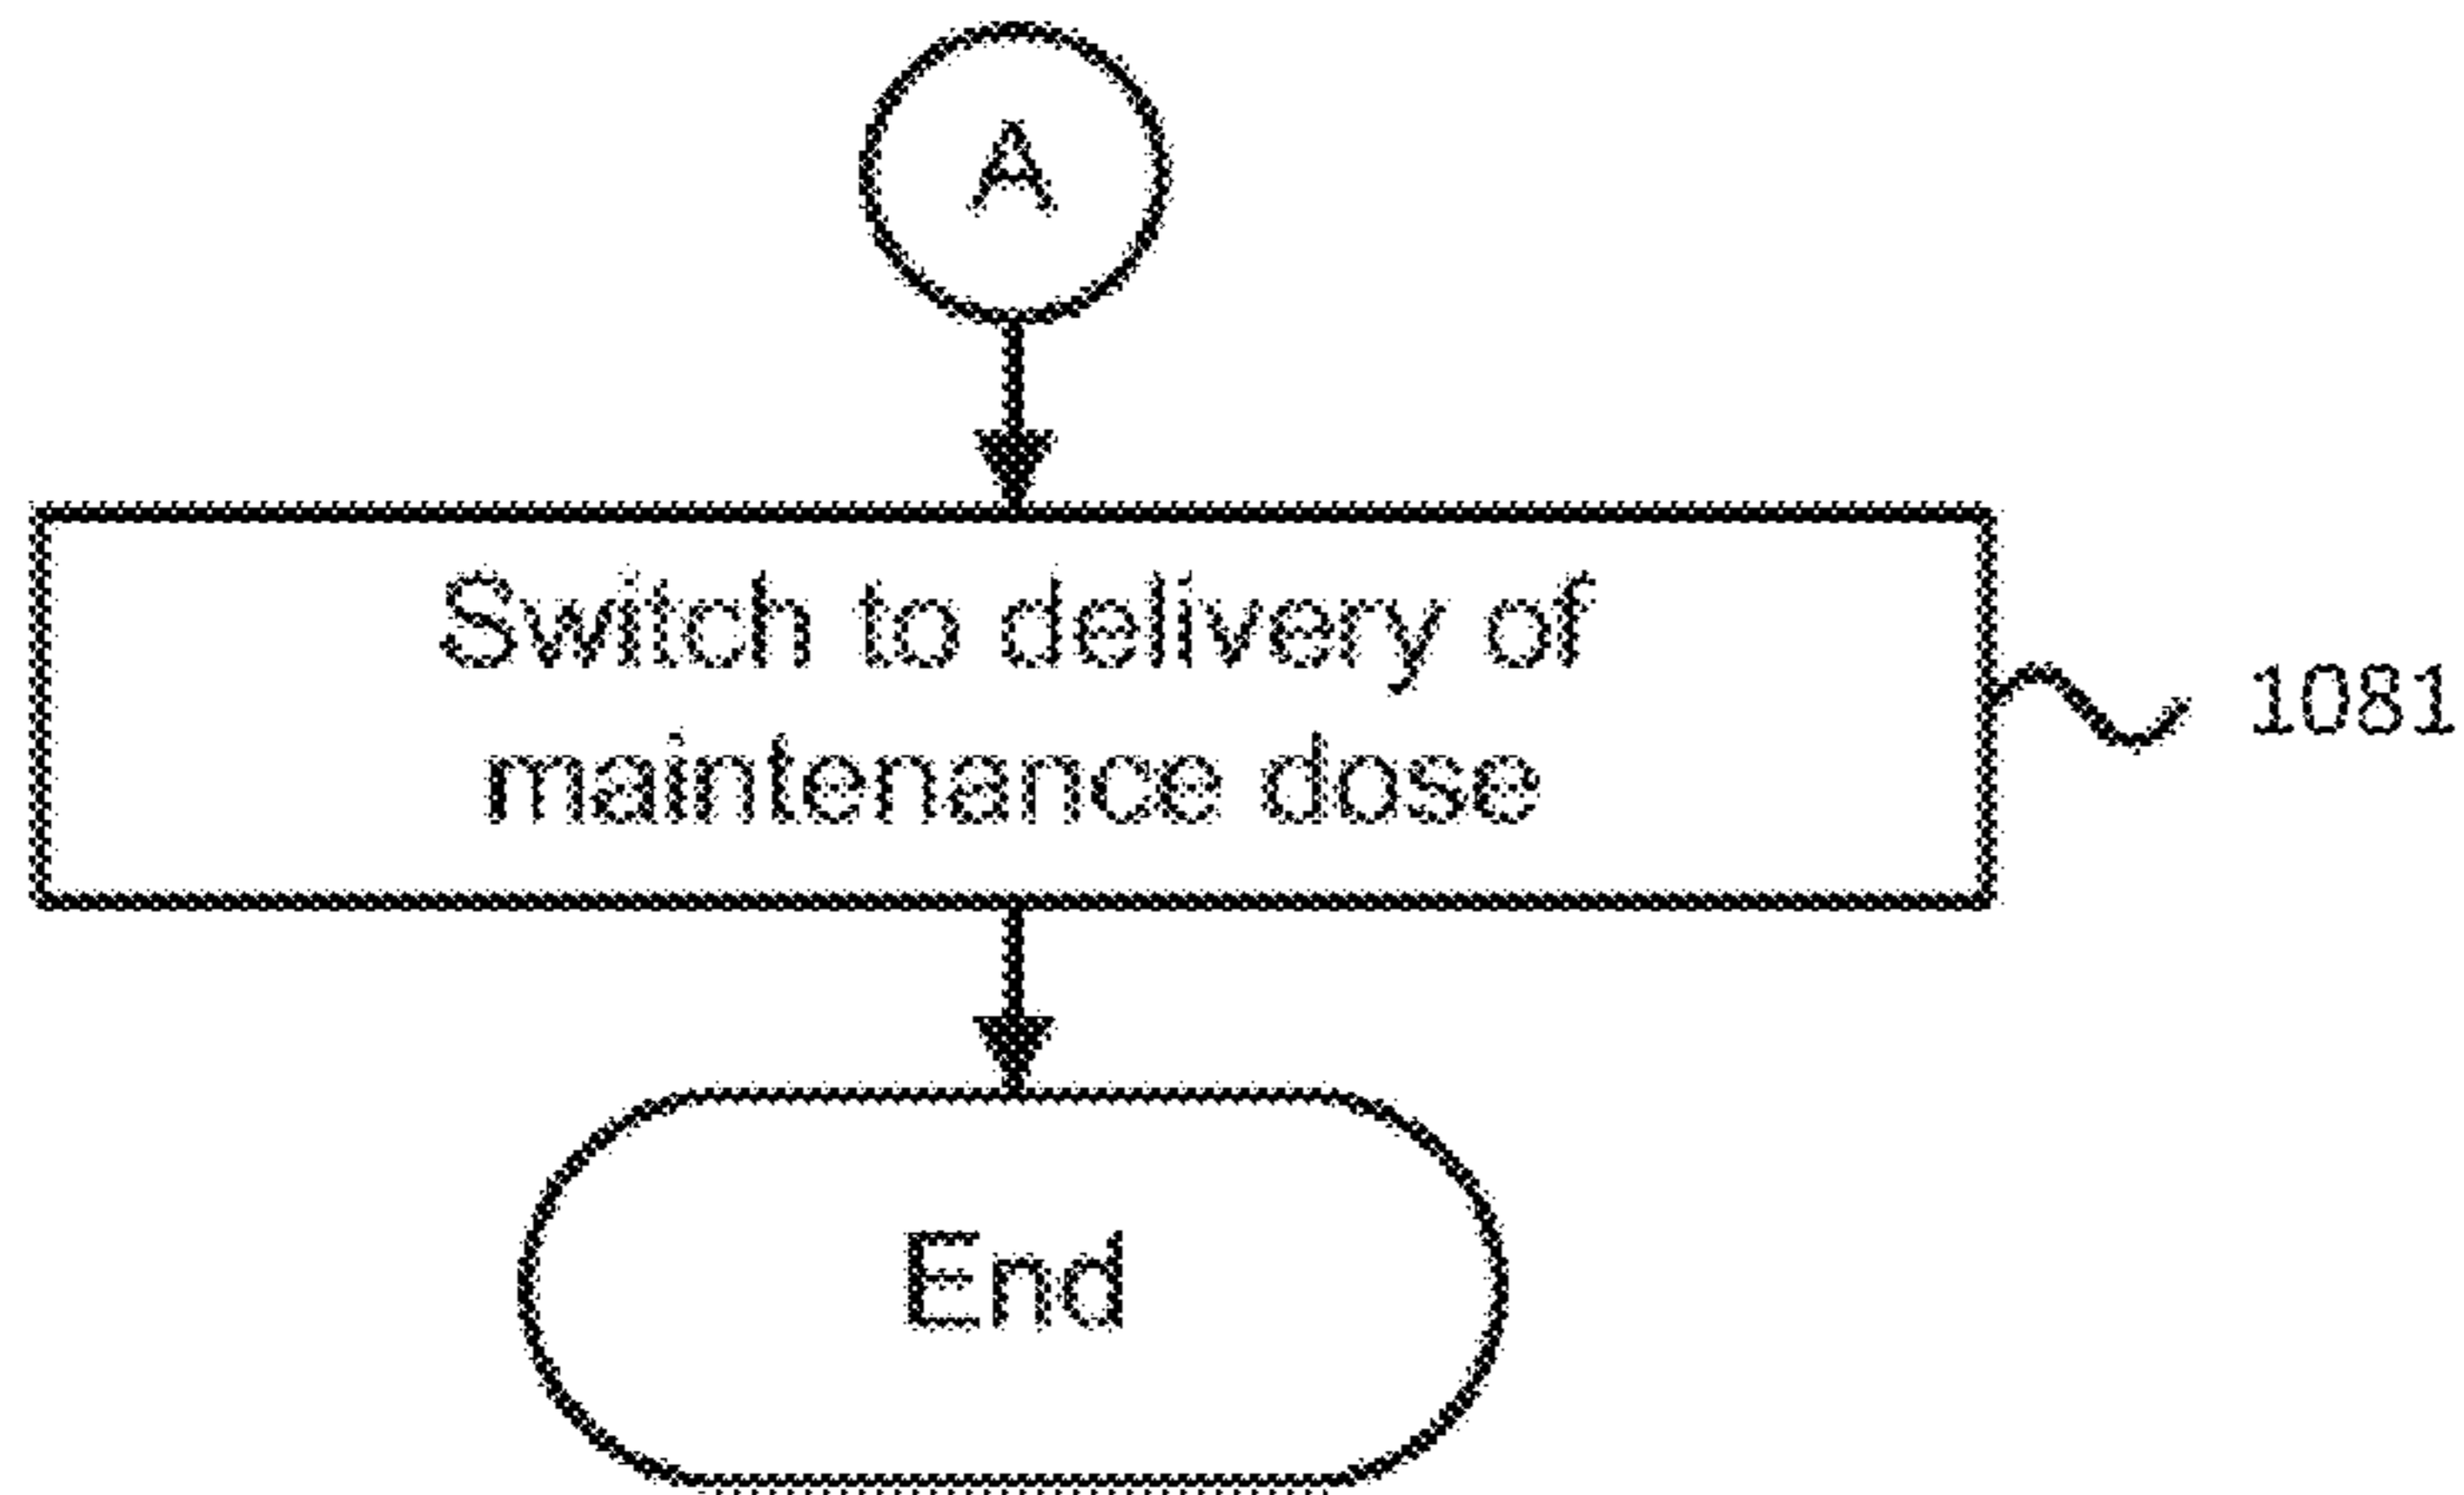 A
Switch to delivery of
maintenance dose
1081
End